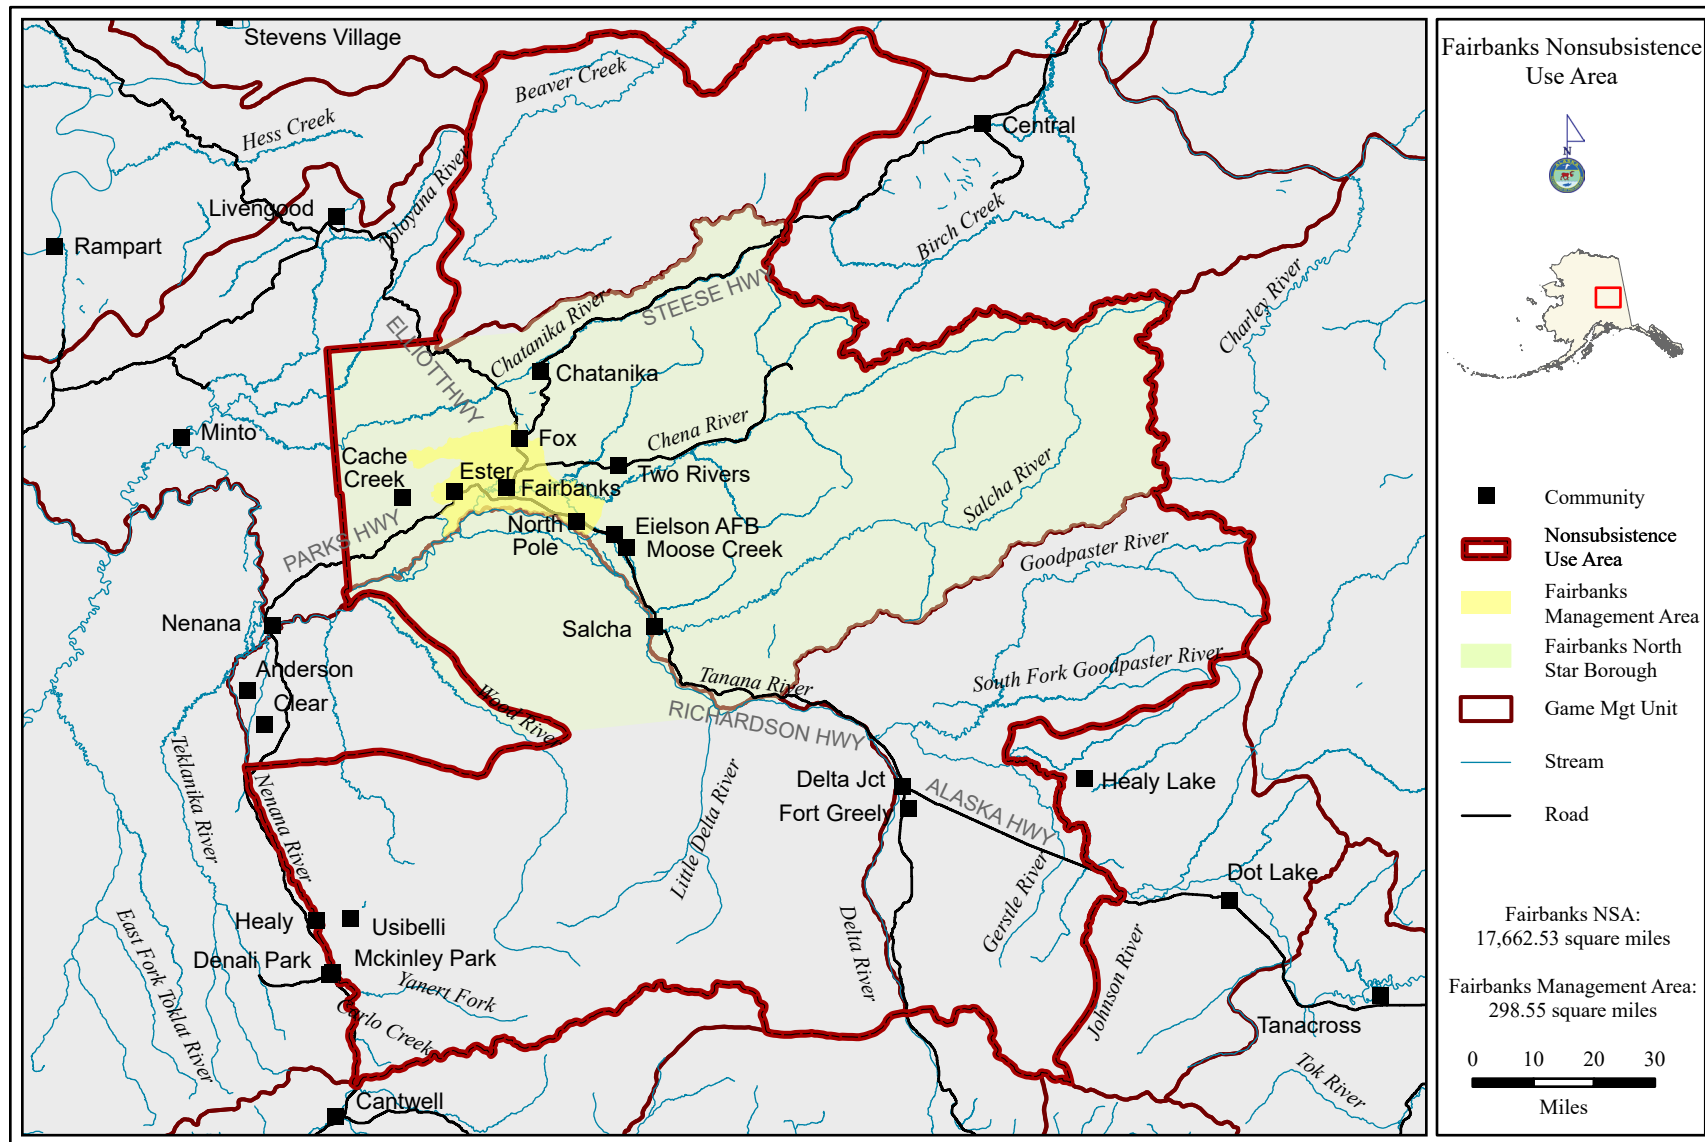 Stevens Village
Beaver Creek
Hess Creek
Central
Toloyana River
Livengood
Rampart
Birch Creek
Charley River
STEESE HWY
Chatanika River
ELLIOTTHWY
Chatanika
Minto
Fox
Chena River
Cache
Creek
Ester
Two Rivers
Fairbanks
Salcha River
PARKS HWY
North
Pole
Eielson AFB
Moose Creek
Goodpaster River
Nenana
Salcha
Anderson
South Fork Goodpaster River
Tanana River
Clear
Wood River
RICHARDSON HWY
Teklanika River
Nenana River
Little Delta River
Delta Jct
Healy Lake
ALASKA HWY
Fort Greely
Gerstle River
Dot Lake
East Fork Toklat River
Healy
Usibelli
Delta River
Johnson River
Denali Park
Mckinley Park
Yanert Fork
Carlo Creek
Tanacross
Tok River
Cantwell
Fairbanks Nonsubsistence
Use Area
N
Community
Nonsubsistence
Use Area
Fairbanks
Management Area
Fairbanks North
Star Borough
Game Mgt Unit
Stream
Road
Fairbanks NSA:
17,662.53 square miles
Fairbanks Management Area:
298.55 square miles
0 10 20 30
Miles